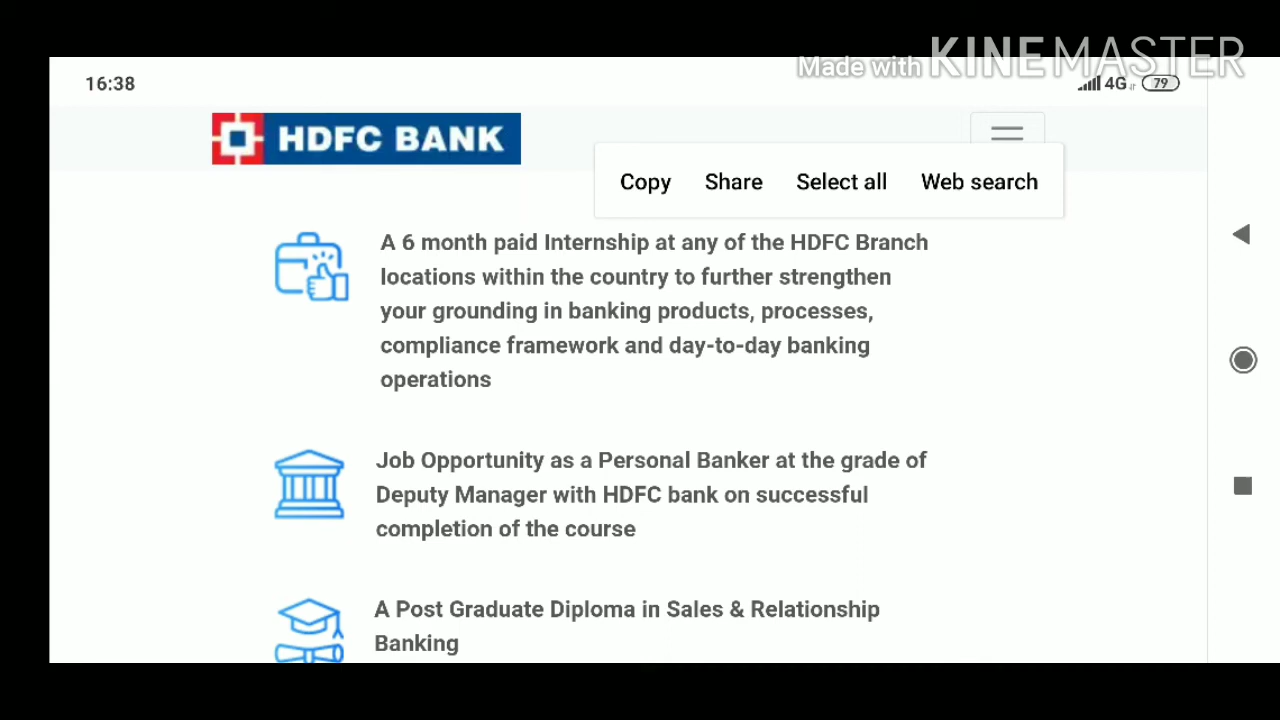 Made with KINEMASTER
16:38
4G 79
HDFC BANK
Copy Share Select all Web search
A 6 month paid Internship at any of the HDFC Branch
locations within the country to further strengthen
your grounding in banking products, processes,
compliance framework and day-to-day banking
operations
Job Opportunity as a Personal Banker at the grade of
Deputy Manager with HDFC bank on successful
completion of the course
A Post Graduate Diploma in Sales & Relationship
Banking